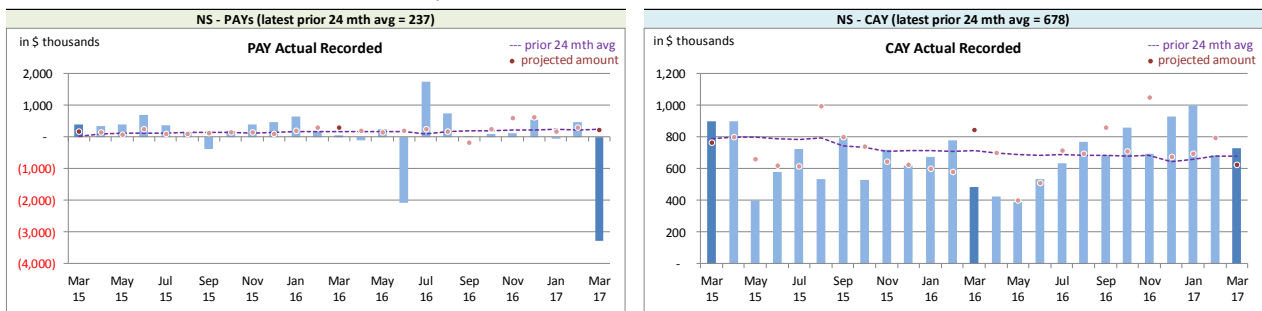 NS - PAYs (latest prior 24 mth avg = 237)
in $ thousands
PAY Actual Recorded
--- prior 24 mth avg
• projected amount
2,000
1,000
-
(1,000)
(2,000)
(3,000)
(4,000)
Mar 15
May 15
Jul 15
Sep 15
Nov 15
Jan 16
Mar 16
May 16
Jul 16
Sep 16
Nov 16
Jan 17
Mar 17
NS - CAY (latest prior 24 mth avg = 678)
in $ thousands
CAY Actual Recorded
--- prior 24 mth avg
• projected amount
1,200
1,000
800
600
400
200
-
Mar 15
May 15
Jul 15
Sep 15
Nov 15
Jan 16
Mar 16
May 16
Jul 16
Sep 16
Nov 16
Jan 17
Mar 17